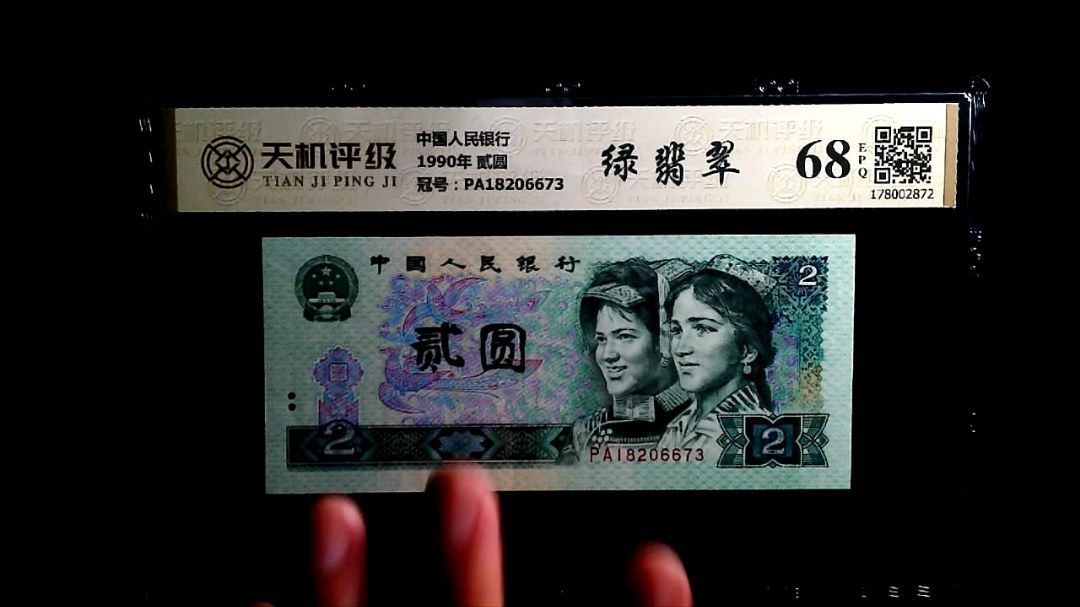 天机评级
TIAN JI PING JI
中国人民银行
1990年 贰圆
冠号：PA18206673
绿翡翠
68
EPQ
178002872
中国人民银行
2
贰圆
2
PA18206673
2